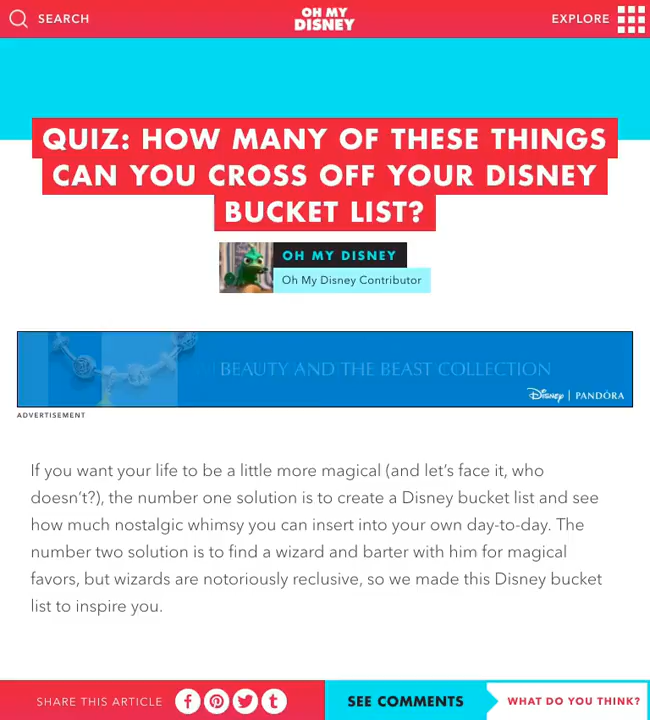 SEARCH
OH MY
DISNEY
EXPLORE
QUIZ: HOW MANY OF THESE THINGS
CAN YOU CROSS OFF YOUR DISNEY
BUCKET LIST?
OH MY DISNEY
Oh My Disney Contributor
BEAUTY AND THE BEAST COLLECTION
Disney | PANDÖRA
ADVERTISEMENT
If you want your life to be a little more magical (and let’s face it, who
doesn’t?), the number one solution is to create a Disney bucket list and see
how much nostalgic whimsy you can insert into your own day-to-day. The
number two solution is to find a wizard and barter with him for magical
favors, but wizards are notoriously reclusive, so we made this Disney bucket
list to inspire you.
SHARE THIS ARTICLE
SEE COMMENTS
WHAT DO YOU THINK?